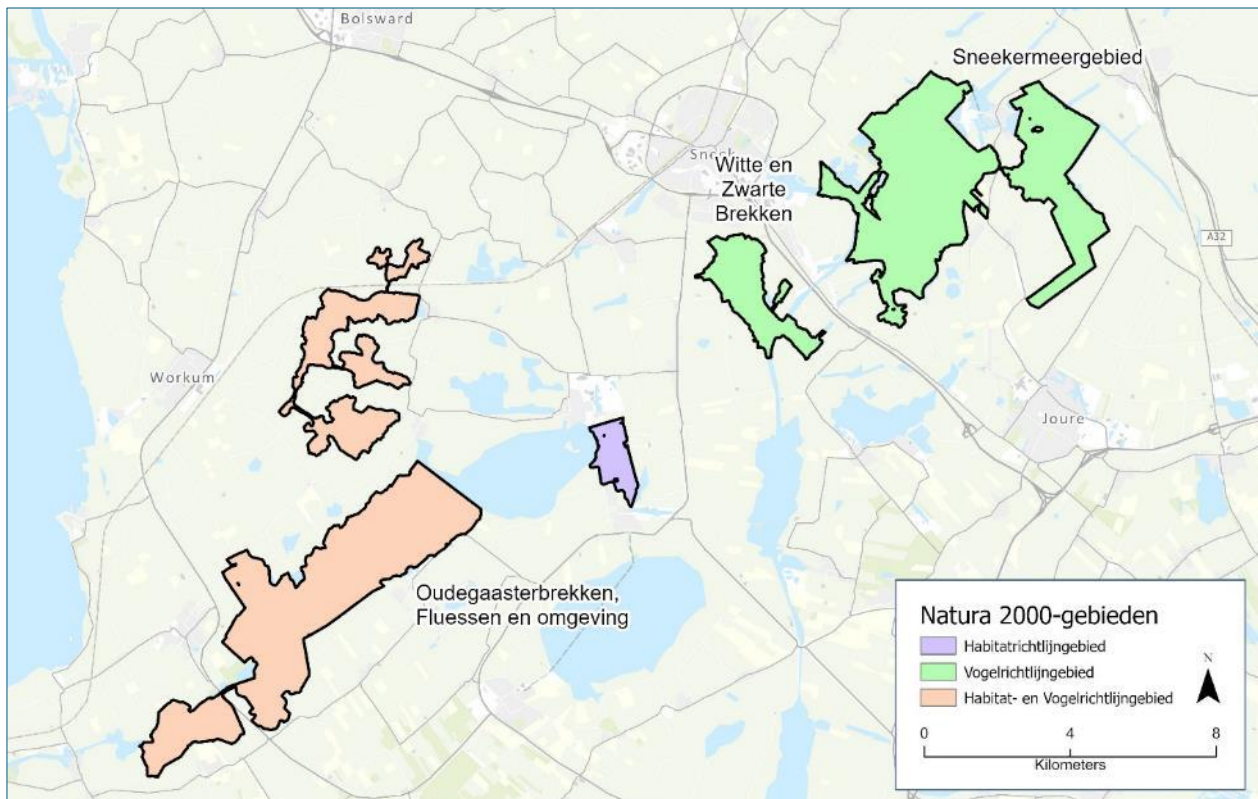 Bolsward
Sneekermeergebied
Sneek
Witte en
Zwarte
Brekken
A32
Workum
Joure
Oudegaasterbrekken,
Fluessen en omgeving
Natura 2000-gebieden
Habitatrichtlijngebied
Vogelrichtlijngebied
Habitat- en Vogelrichtlijngebied
N
0 4 8
Kilometers